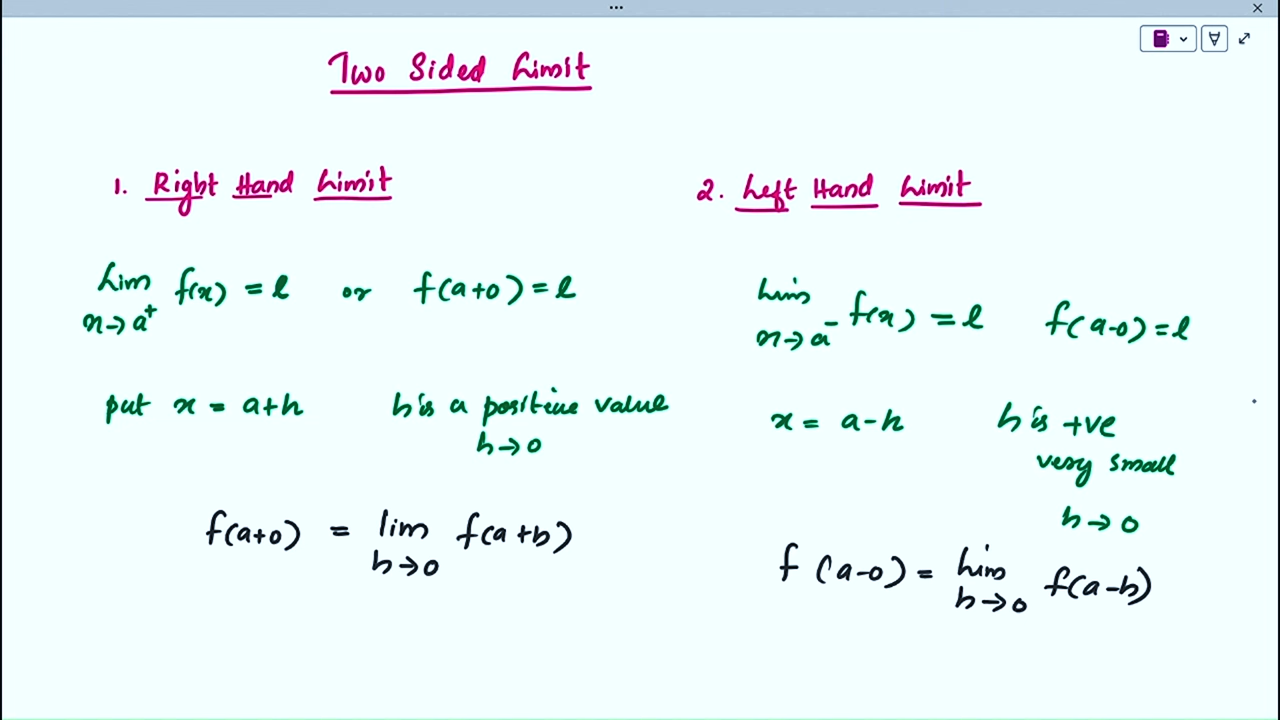 Two Sided Limit
1. Right Hand Limit
lim x→a⁺ f(x) = l or f(a+0) = l
put x = a+h h is a positive value
h→0
f(a+0) = lim h→0 f(a+h)
2. Left Hand Limit
lim x→a⁻ f(x) = l f(a-0) = l
x = a-h h is +ve
very small
h→0
f(a-0) = lim h→0 f(a-h)